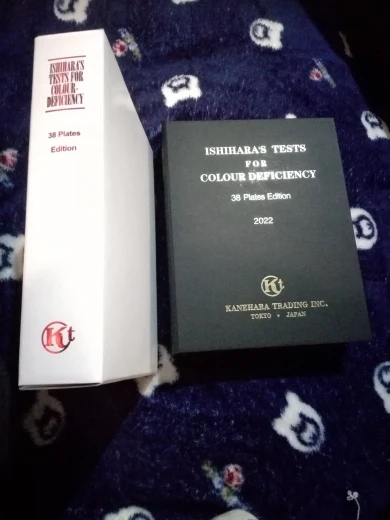 ISHIHARA'S
TESTS FOR
COLOUR-
DEFICIENCY
38 Plates
Edition
Kt
ISHIHARA'S TESTS
FOR
COLOUR DEFICIENCY
38 Plates Edition
2022
Kt
KANEHARA TRADING INC.
TOKYO • JAPAN